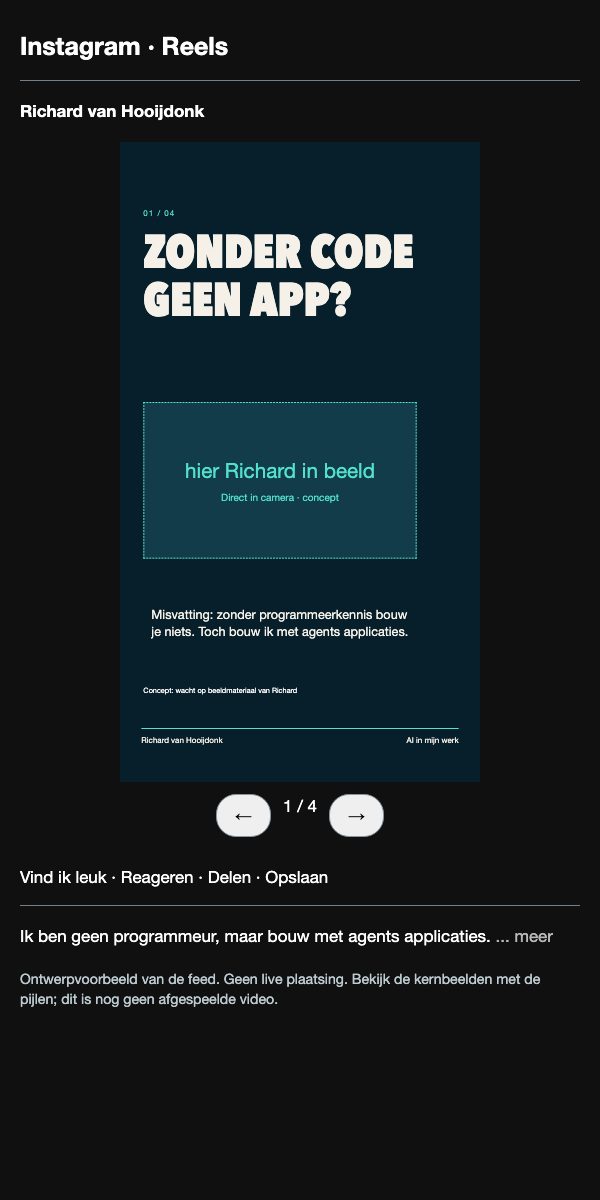 Instagram · Reels
Richard van Hooijdonk
01 / 04
ZONDER CODE
GEEN APP?
hier Richard in beeld
Direct in camera · concept
Misvatting: zonder programmeerkennis bouw
je niets. Toch bouw ik met agents applicaties.
Concept: wacht op beeldmateriaal van Richard
Richard van Hooijdonk AI in mijn werk
← 1 / 4 →
Vind ik leuk · Reageren · Delen · Opslaan
Ik ben geen programmeur, maar bouw met agents applicaties. ... meer
Ontwerpvoorbeeld van de feed. Geen live plaatsing. Bekijk de kernbeelden met de
pijlen; dit is nog geen afgespeelde video.